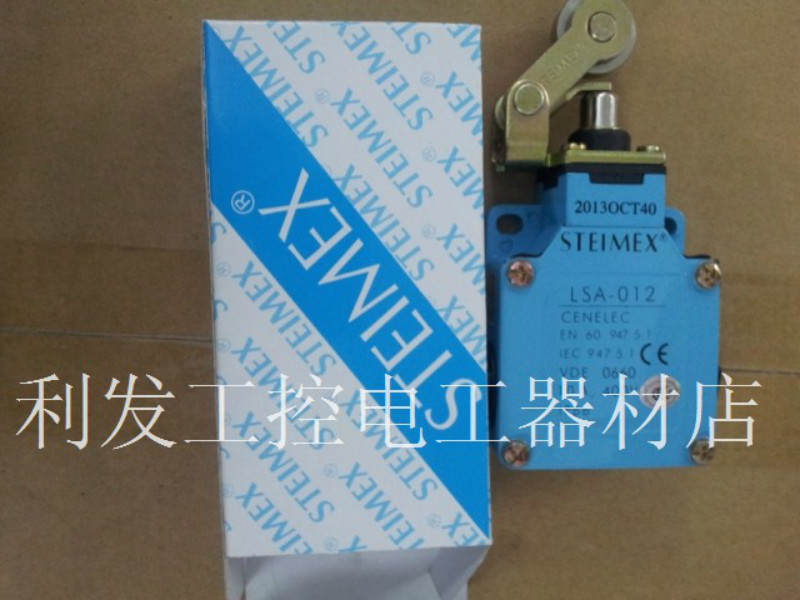 STEIMEX®
2013OCT40
STEIMEX®
LSA-012
CENELEC
EN 60 947.5.1
IEC 947.5.1 CE
VDE 0660
利发工控电工器材店